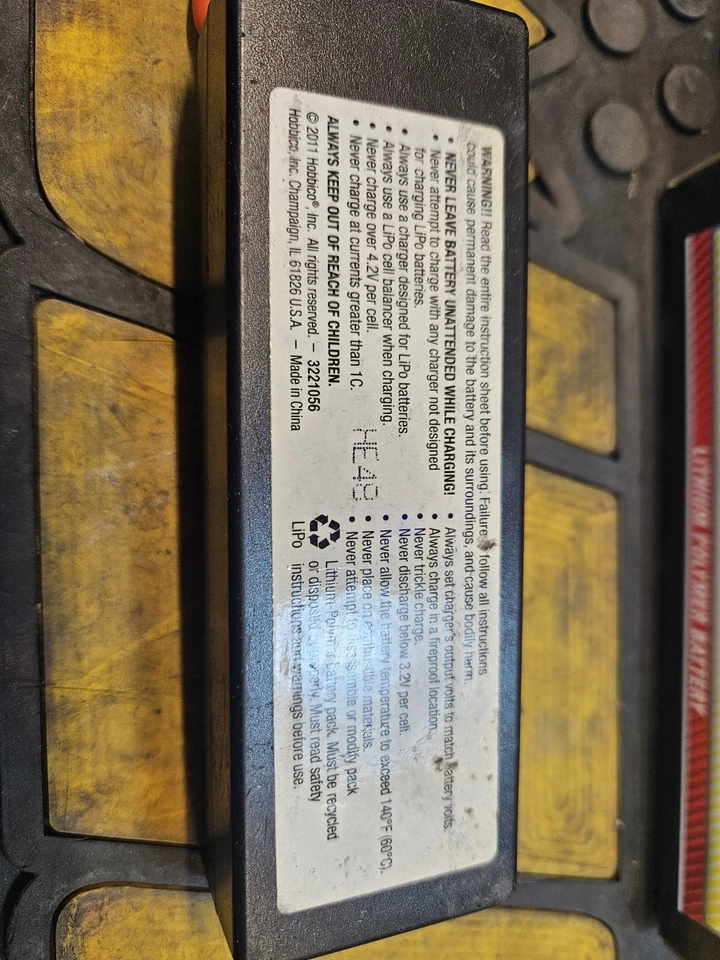 WARNING!! Read the entire instruction sheet before using. Failure follow all instructions
could cause permanent damage to the battery and its surroundings, and cause bodily harm.
• NEVER LEAVE BATTERY UNATTENDED WHILE CHARGING!
• Never attempt to charge with any charger not designed
for charging LiPo batteries.
• Always use a charger designed for LiPo batteries.
• Always use a LiPo cell balancer when charging.
• Never charge over 4.2V per cell.
• Never charge at currents greater than 1C.
ALWAYS KEEP OUT OF REACH OF CHILDREN.
© 2011 Hobbico®, Inc. All rights reserved. – 3221056
Hobbico, Inc. Champaign, IL 61826 U.S.A. – Made in China
HE49
• Always set charger's output volts to match battery volts.
• Always charge in a fireproof location.
• Never trickle charge.
• Never discharge below 3.2V per cell.
• Never allow the battery temperature to exceed 140°F (60°C).
• Never place on combustible materials.
• Never attempt to disassemble or modify pack
Lithium-Polymer battery pack. Must be recycled
or disposed properly. Must read safety
LiPo instructions and warnings before use.
LITHIUM POLYMER BATTERY